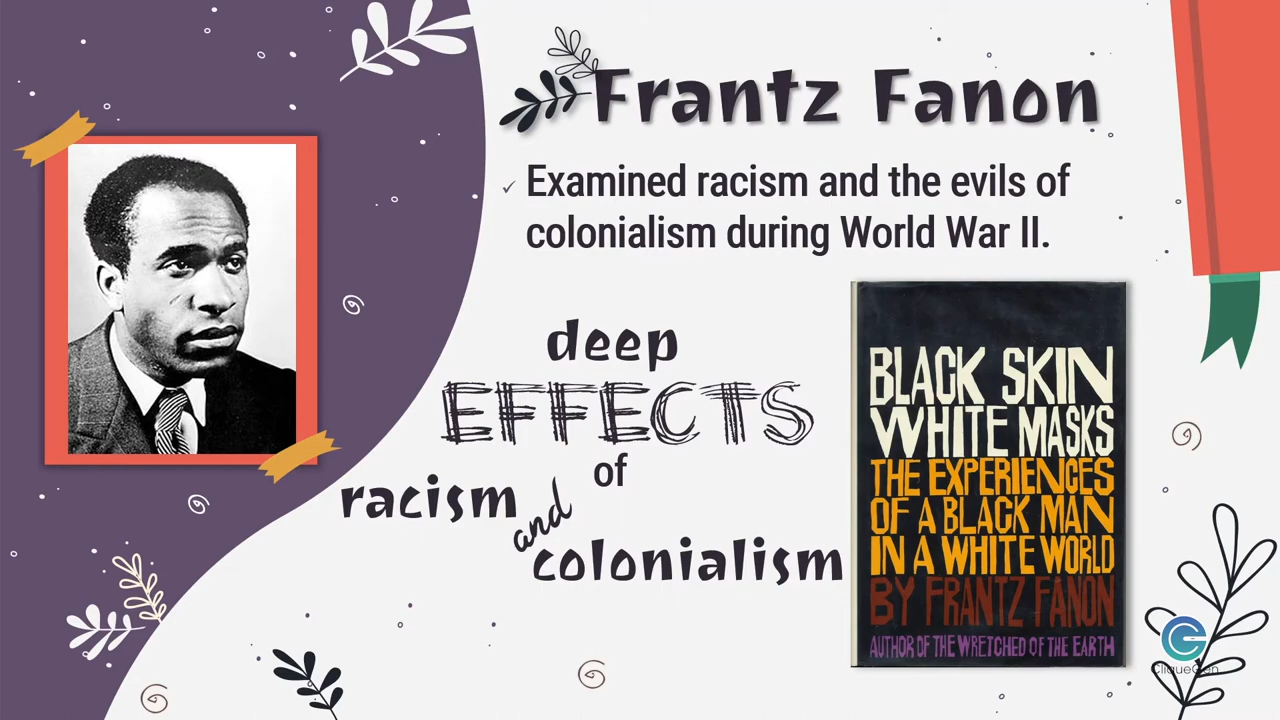 Frantz Fanon
✓ Examined racism and the evils of
colonialism during World War II.
deep
EFFECTS
of
racism
and
colonialism
BLACK SKIN
WHITE MASKS
THE EXPERIENCES
OF A BLACK MAN
IN A WHITE WORLD
BY FRANTZ FANON
AUTHOR OF THE WRETCHED OF THE EARTH